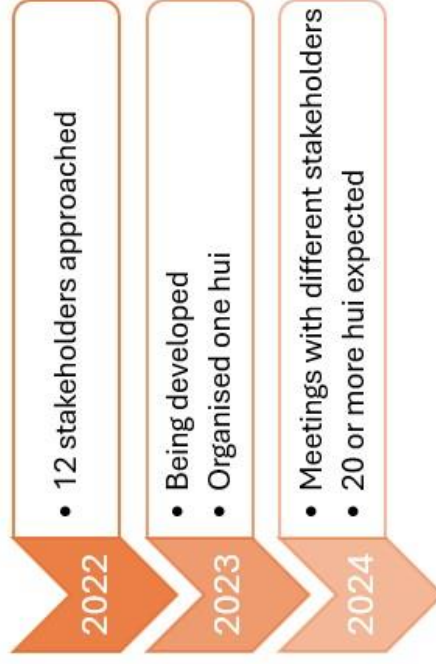 2022
• 12 stakeholders approached
2023
• Being developed
• Organised one hui
2024
• Meetings with different stakeholders
• 20 or more hui expected